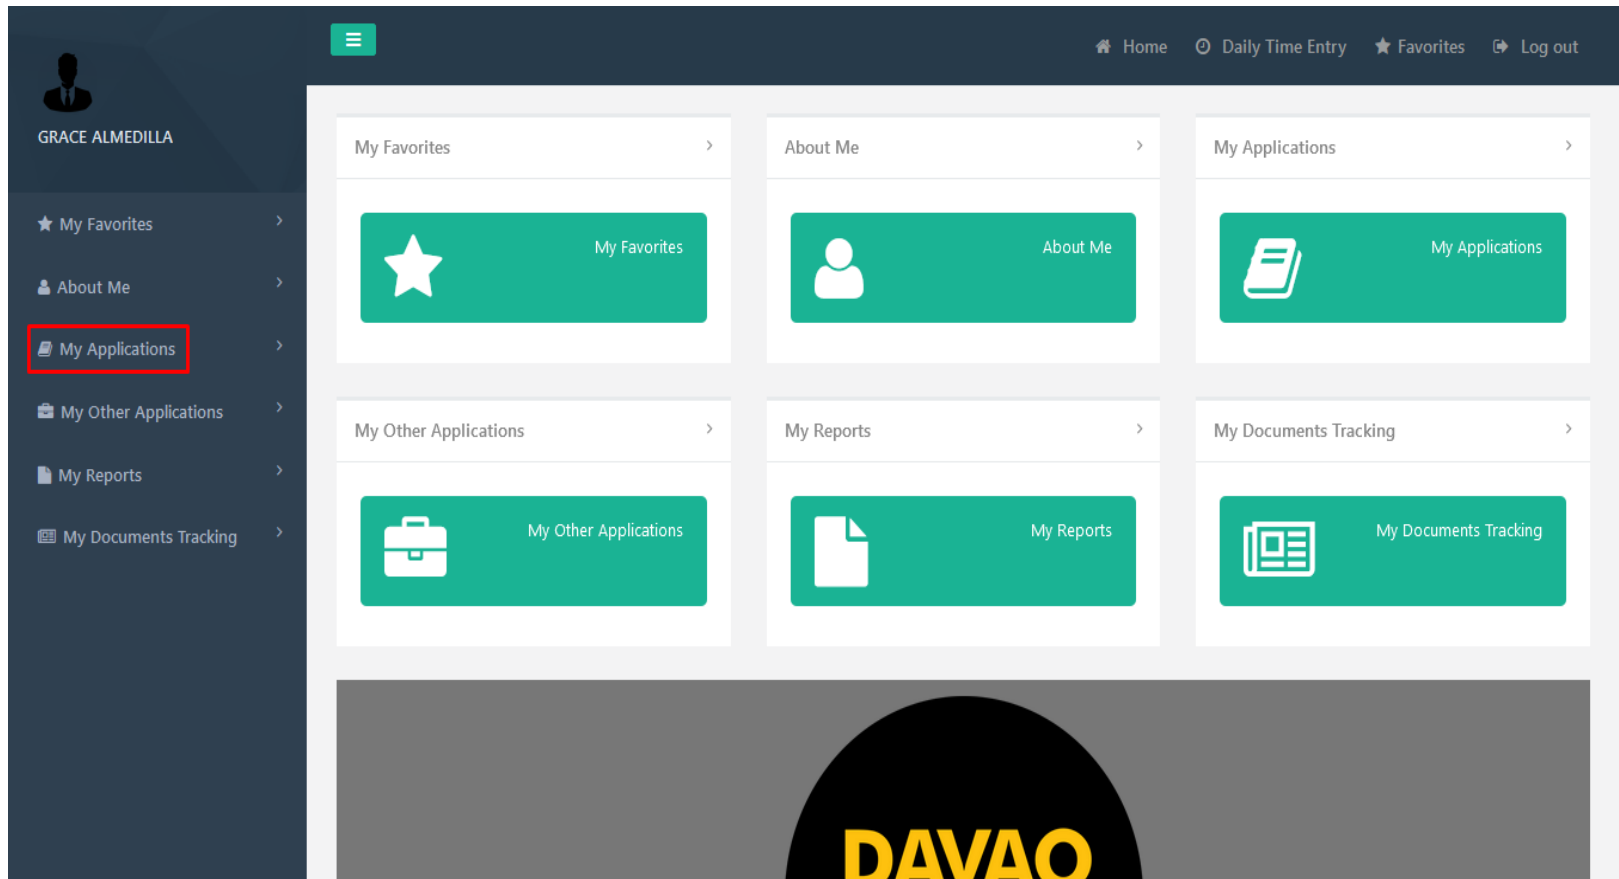 GRACE ALMEDILLA
My Favorites
About Me
My Applications
My Other Applications
My Reports
My Documents Tracking
Home Daily Time Entry Favorites Log out
My Favorites
My Favorites
About Me
About Me
My Applications
My Applications
My Other Applications
My Other Applications
My Reports
My Reports
My Documents Tracking
My Documents Tracking
DAVAO